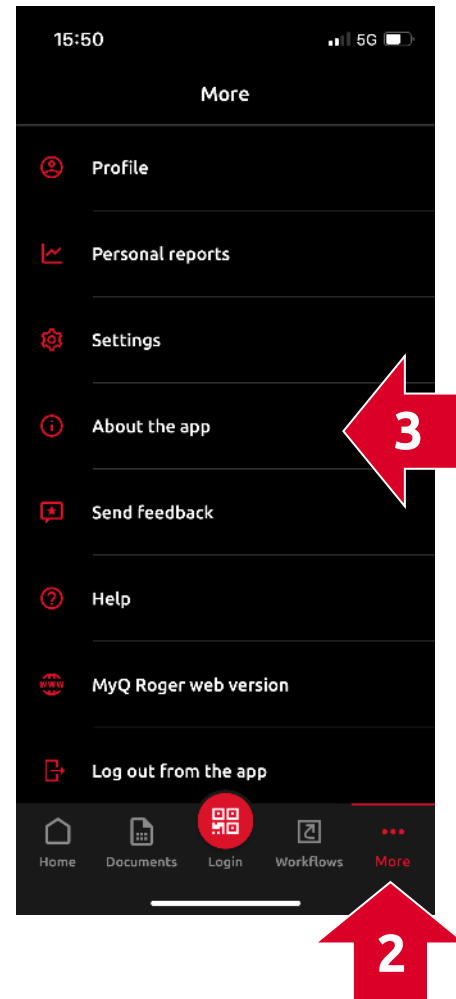 15:50 5G
More
Profile
Personal reports
Settings
About the app
3
Send feedback
Help
www MyQ Roger web version
Log out from the app
Home Documents Login Workflows More
2